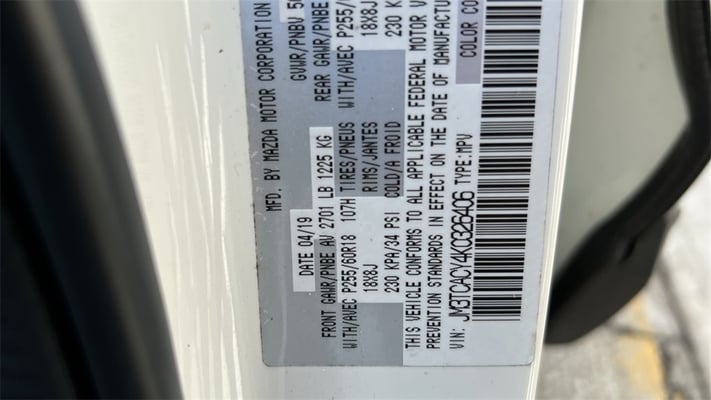 MFD. BY MAZDA MOTOR CORPORATION
DATE 04/19 GVWR/PNBV
FRONT GAWR/PNBE AV 2701 LB 1225 KG REAR GAWR/PNBE
WITH/AVEC P255/60R18 107H TIRES/PNEUS WITH/AVEC P255/
18X8J RIMS/JANTES 18X8J
230 KPA/34 PSI COLD/A FROID 230 K
THIS VEHICLE CONFORMS TO ALL APPLICABLE FEDERAL MOTOR V
PREVENTION STANDARDS IN EFFECT ON THE DATE OF MANUFACTU
COLOR CO
VIN: JM3TCACY4K0326406 TYPE:MPV